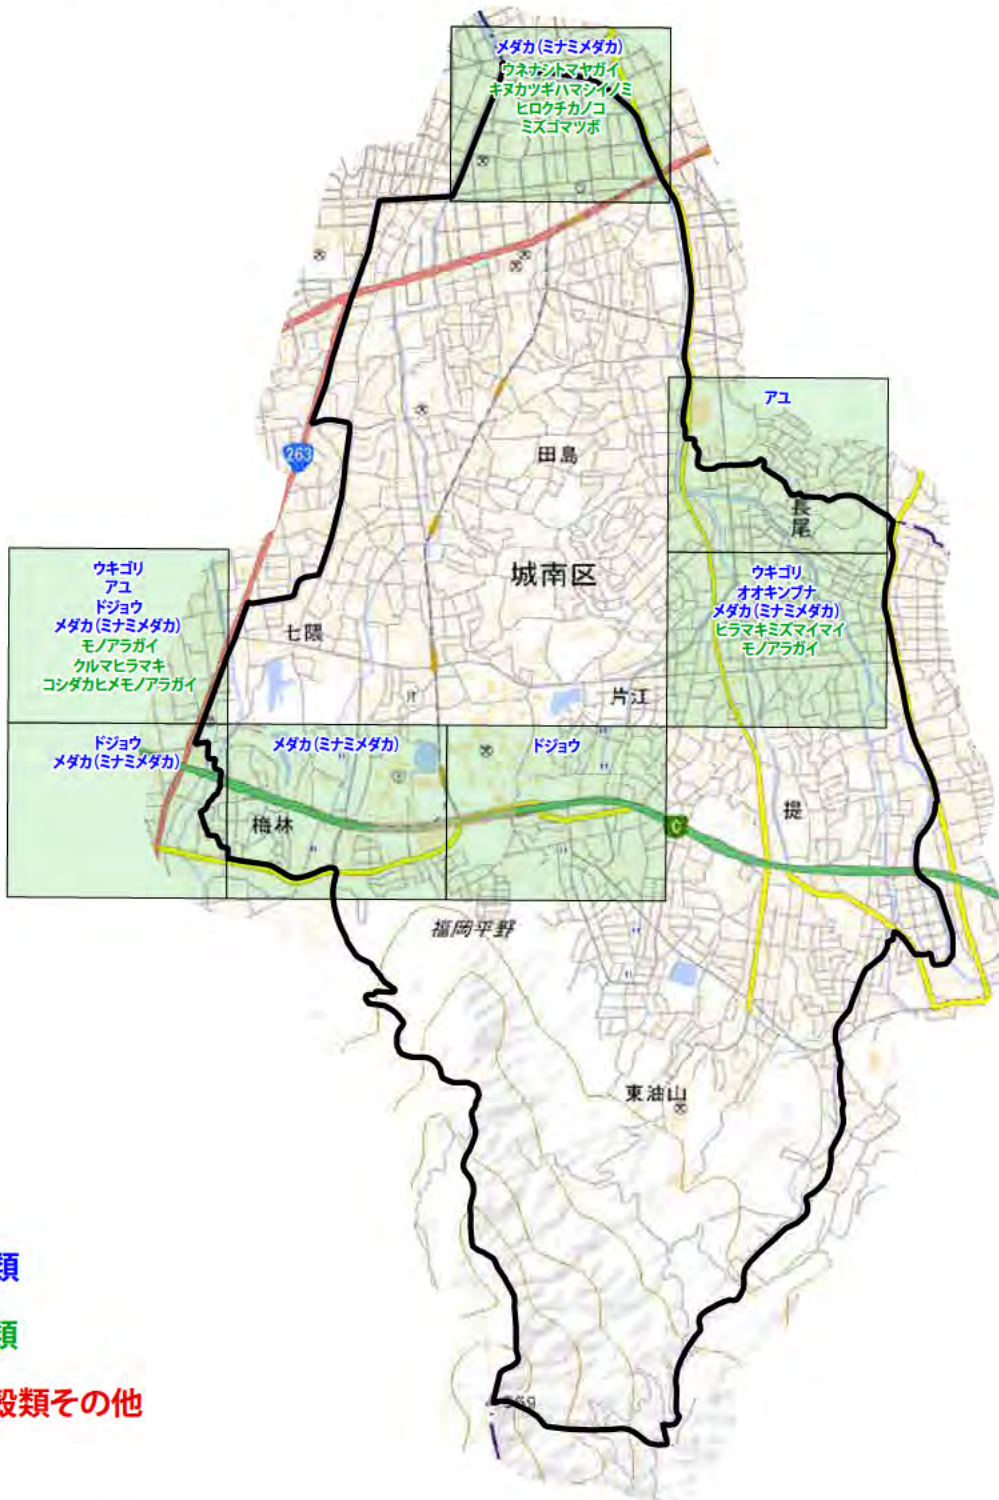 メダカ(ミナミメダカ)
ウネナシトマヤガイ
キヌカツギハマシイノミ
ヒロクチカノコ
ミズゴマツボ
アユ
田島
263
長尾
城南区
ウキゴリ
アユ
ドジョウ
メダカ(ミナミメダカ)
モノアラガイ
クルマヒラマキ
コシダカヒメモノアラガイ
ウキゴリ
オオキンブナ
メダカ(ミナミメダカ)
ヒラマキミズマイマイ
モノアラガイ
七隈
片江
ドジョウ
メダカ(ミナミメダカ)
メダカ(ミナミメダカ)
ドジョウ
梅林
堤
福岡平野
東油山
類
類
殻類その他